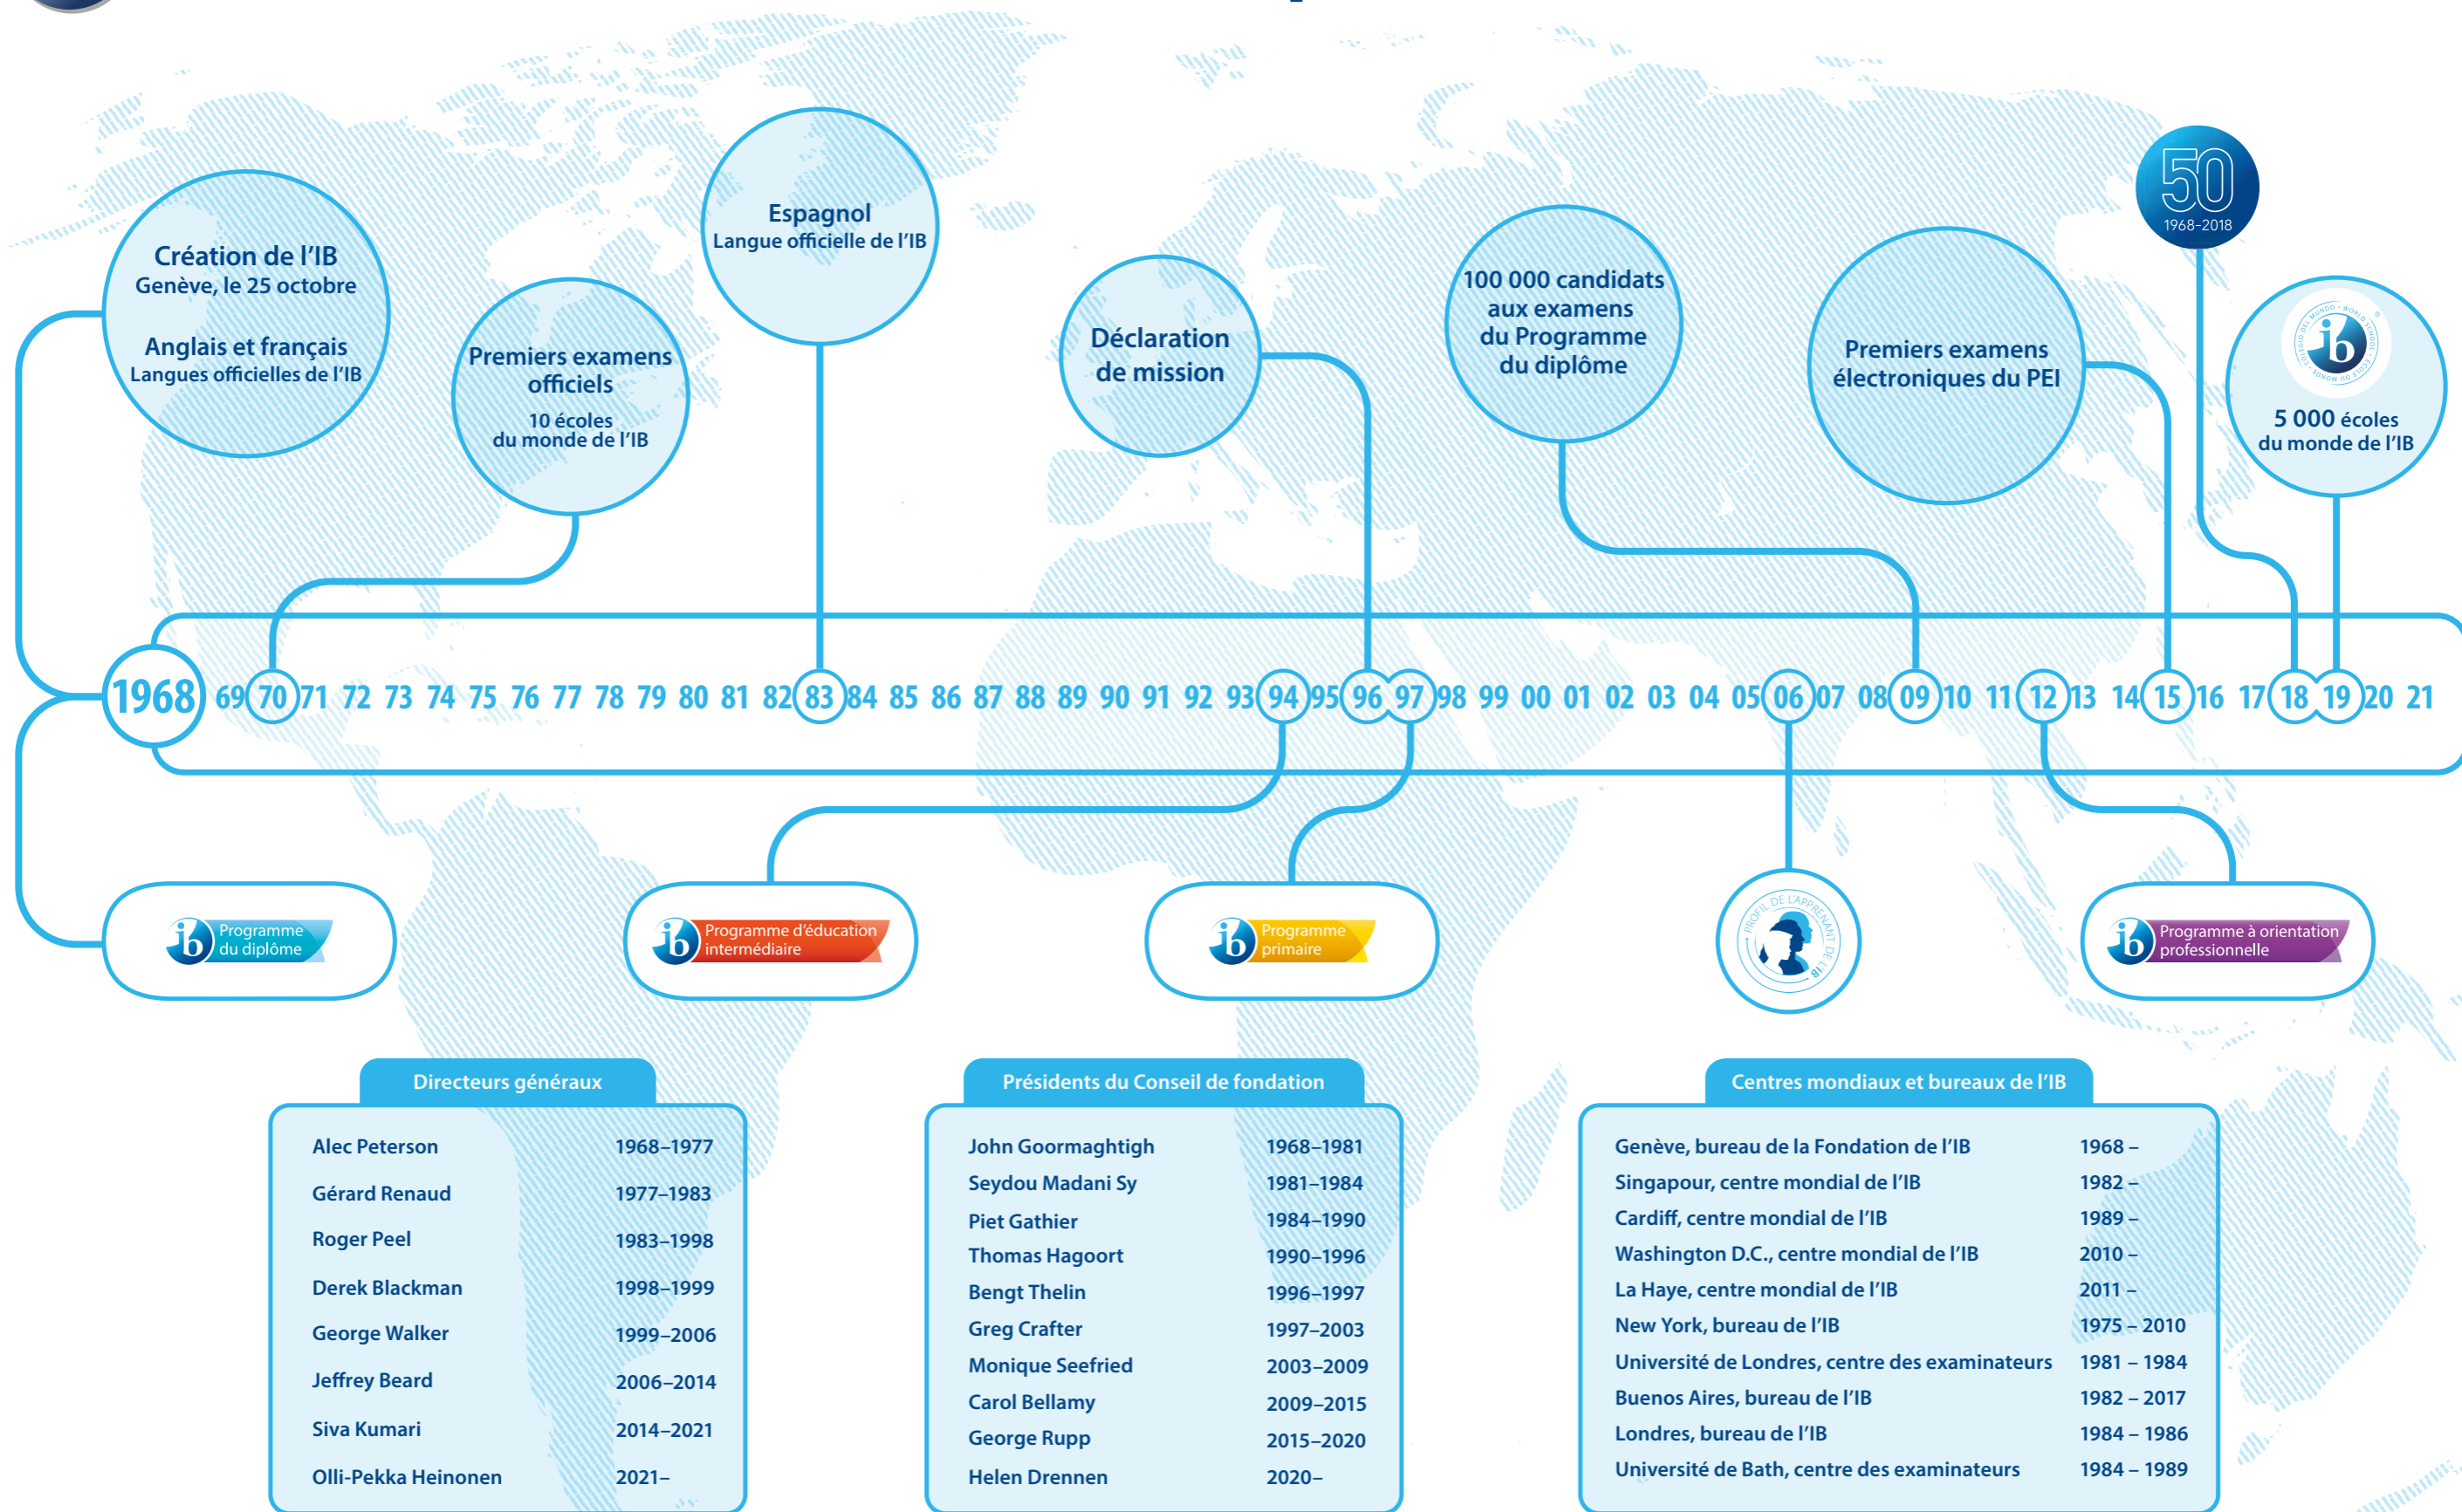 Création de l'IB
Genève, le 25 octobre
Anglais et français
Langues officielles de l'IB
Premiers examens
officiels
10 écoles
du monde de l'IB
Espagnol
Langue officielle de l'IB
Déclaration
de mission
100 000 candidats
aux examens
du Programme
du diplôme
Premiers examens
électroniques du PEI
50
1968-2018
COLEGIO DEL MUNDO • WORLD SCHOOL • ÉCOLE DU MONDE •
ib
®
5 000 écoles
du monde de l'IB
1968 69 70 71 72 73 74 75 76 77 78 79 80 81 82 83 84 85 86 87 88 89 90 91 92 93 94 95 96 97 98 99 00 01 02 03 04 05 06 07 08 09 10 11 12 13 14 15 16 17 18 19 20 21
ib Programme
du diplôme
ib Programme d'éducation
intermédiaire
ib Programme
primaire
• PROFIL DE L'APPRENANT DE L'IB •
ib Programme à orientation
professionnelle
Directeurs généraux
Alec Peterson 1968–1977
Gérard Renaud 1977–1983
Roger Peel 1983–1998
Derek Blackman 1998–1999
George Walker 1999–2006
Jeffrey Beard 2006–2014
Siva Kumari 2014–2021
Olli-Pekka Heinonen 2021–
Présidents du Conseil de fondation
John Goormaghtigh 1968–1981
Seydou Madani Sy 1981–1984
Piet Gathier 1984–1990
Thomas Hagoort 1990–1996
Bengt Thelin 1996–1997
Greg Crafter 1997–2003
Monique Seefried 2003–2009
Carol Bellamy 2009–2015
George Rupp 2015–2020
Helen Drennen 2020–
Centres mondiaux et bureaux de l'IB
Genève, bureau de la Fondation de l'IB 1968 –
Singapour, centre mondial de l'IB 1982 –
Cardiff, centre mondial de l'IB 1989 –
Washington D.C., centre mondial de l'IB 2010 –
La Haye, centre mondial de l'IB 2011 –
New York, bureau de l'IB 1975 – 2010
Université de Londres, centre des examinateurs 1981 – 1984
Buenos Aires, bureau de l'IB 1982 – 2017
Londres, bureau de l'IB 1984 – 1986
Université de Bath, centre des examinateurs 1984 – 1989